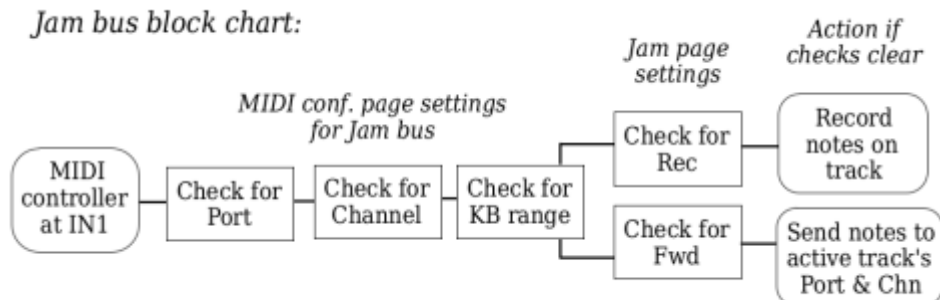 Jam bus block chart:
Action if
checks clear
Jam page
settings
MIDI conf. page settings
for Jam bus
MIDI
controller
at IN1
Check for
Port
Check for
Channel
Check for
KB range
Check for
Rec
Record
notes on
track
Check for
Fwd
Send notes to
active track's
Port & Chn